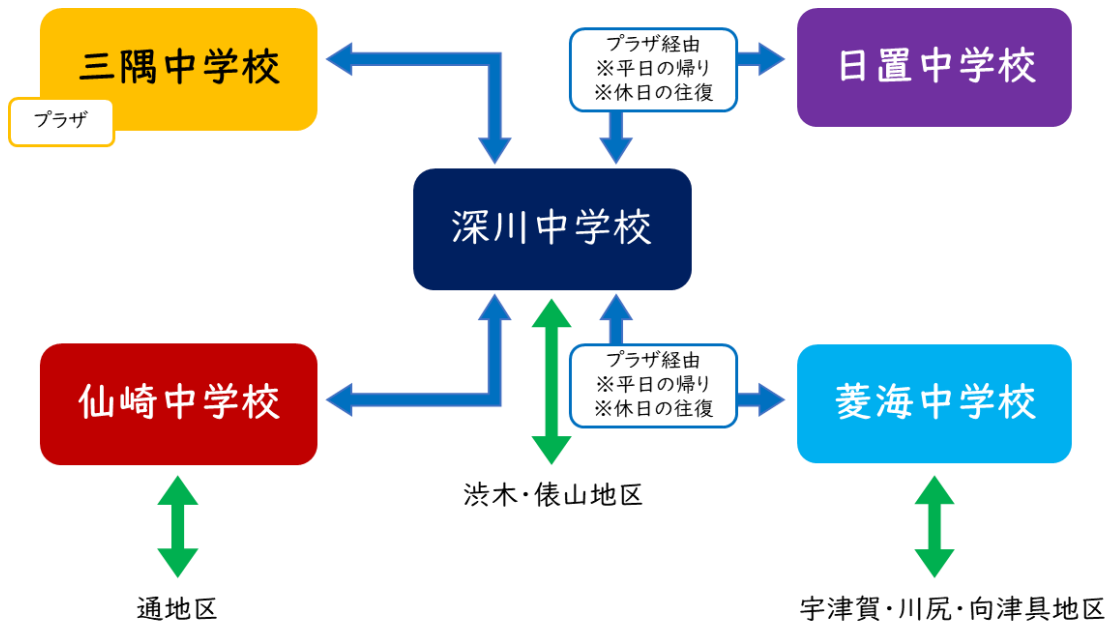 三隅中学校
プラザ
プラザ経由
※平日の帰り
※休日の往復
日置中学校
深川中学校
仙崎中学校
プラザ経由
※平日の帰り
※休日の往復
菱海中学校
渋木･俵山地区
通地区
宇津賀･川尻･向津具地区